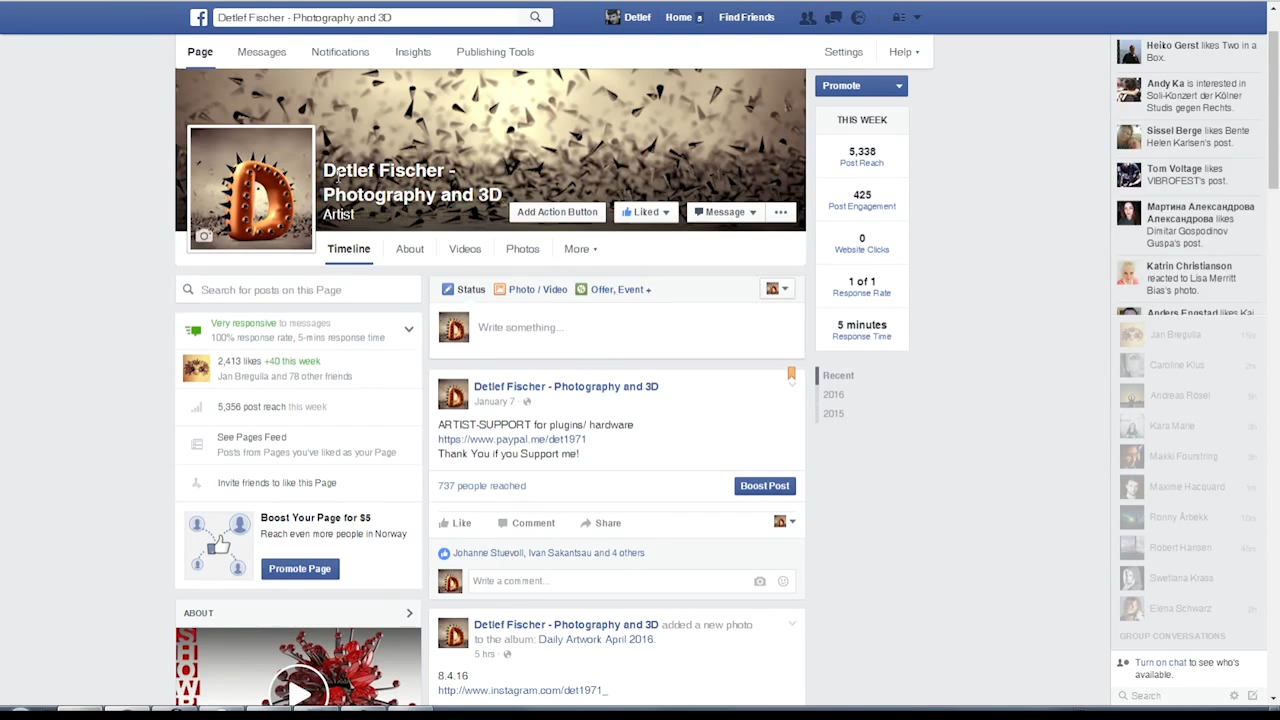 Detlef Fischer - Photography and 3D
Detlef
Home 5
Find Friends
Page
Messages
Notifications
Insights
Publishing Tools
Settings
Help
Detlef Fischer -
Photography and 3D
Artist
Add Action Button
Liked
Message
Timeline
About
Videos
Photos
More
Promote
THIS WEEK
5,338
Post Reach
425
Post Engagement
0
Website Clicks
1 of 1
Response Rate
5 minutes
Response Time
Recent
2016
2015
Search for posts on this Page
Very responsive to messages
100% response rate, 5-mins response time
2,413 likes +40 this week
Jan Bregulla and 78 other friends
5,356 post reach this week
See Pages Feed
Posts from Pages you've liked as your Page
Invite friends to like this Page
Boost Your Page for $5
Reach even more people in Norway
Promote Page
ABOUT
SHOW
Status
Photo / Video
Offer, Event +
Write something...
Detlef Fischer - Photography and 3D
January 7 ·
ARTIST-SUPPORT for plugins/ hardware
https://www.paypal.me/det1971
Thank You if you Support me!
737 people reached
Boost Post
Like
Comment
Share
Johanne Stuevoll, Ivan Sakantsau and 4 others
Write a comment...
Detlef Fischer - Photography and 3D added a new photo
to the album: Daily Artwork April 2016.
5 hrs ·
8.4.16
http://www.instagram.com/det1971_
Heiko Gerst likes Two in a
Box.
Andy Ka is interested in
Soli-Konzert der Kölner
Studis gegen Rechts.
Sissel Berge likes Bente
Helen Karlsen's post.
Tom Voltage likes
VIBROFEST's post.
Мартина Александрова
Александрова likes
Dimitar Gospodinov
Guspa's post.
Katrin Christianson
reacted to Lisa Merritt
Bias's photo.
Anders Engstad likes Kai
Jan Bregulla
Caroline Klus 2h
Andreas Rösel
Kara Marie
Makki Fourstring
Maxime Hacquard
Ronny Årbekk 10m
Robert Hansen
Swetlana Krasa
Elena Schwarz
GROUP CONVERSATIONS
Turn on chat to see who's
available.
Search